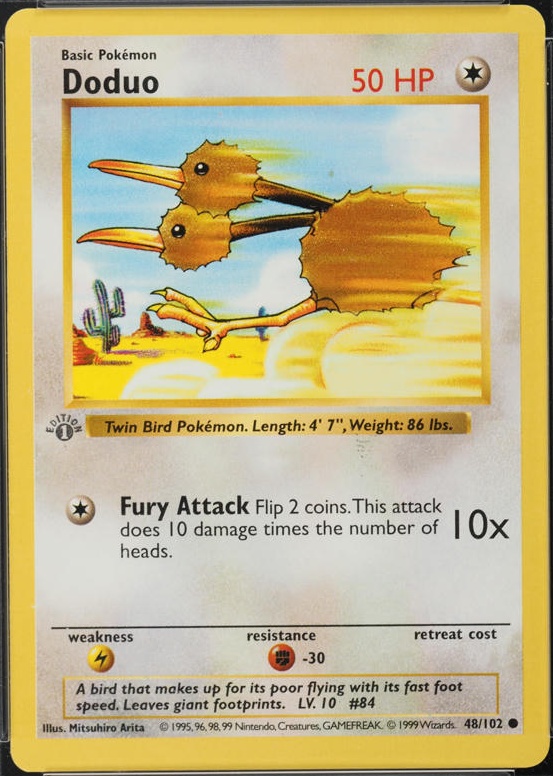 Basic Pokémon
Doduo
50 HP
EDITION
1
Twin Bird Pokémon. Length: 4' 7", Weight: 86 lbs.
Fury Attack Flip 2 coins. This attack
does 10 damage times the number of
heads.
10x
weakness
resistance
retreat cost
-30
A bird that makes up for its poor flying with its fast foot
speed. Leaves giant footprints. LV. 10 #84
Illus. Mitsuhiro Arita © 1995, 96, 98, 99 Nintendo, Creatures, GAMEFREAK. © 1999 Wizards. 48/102 ●